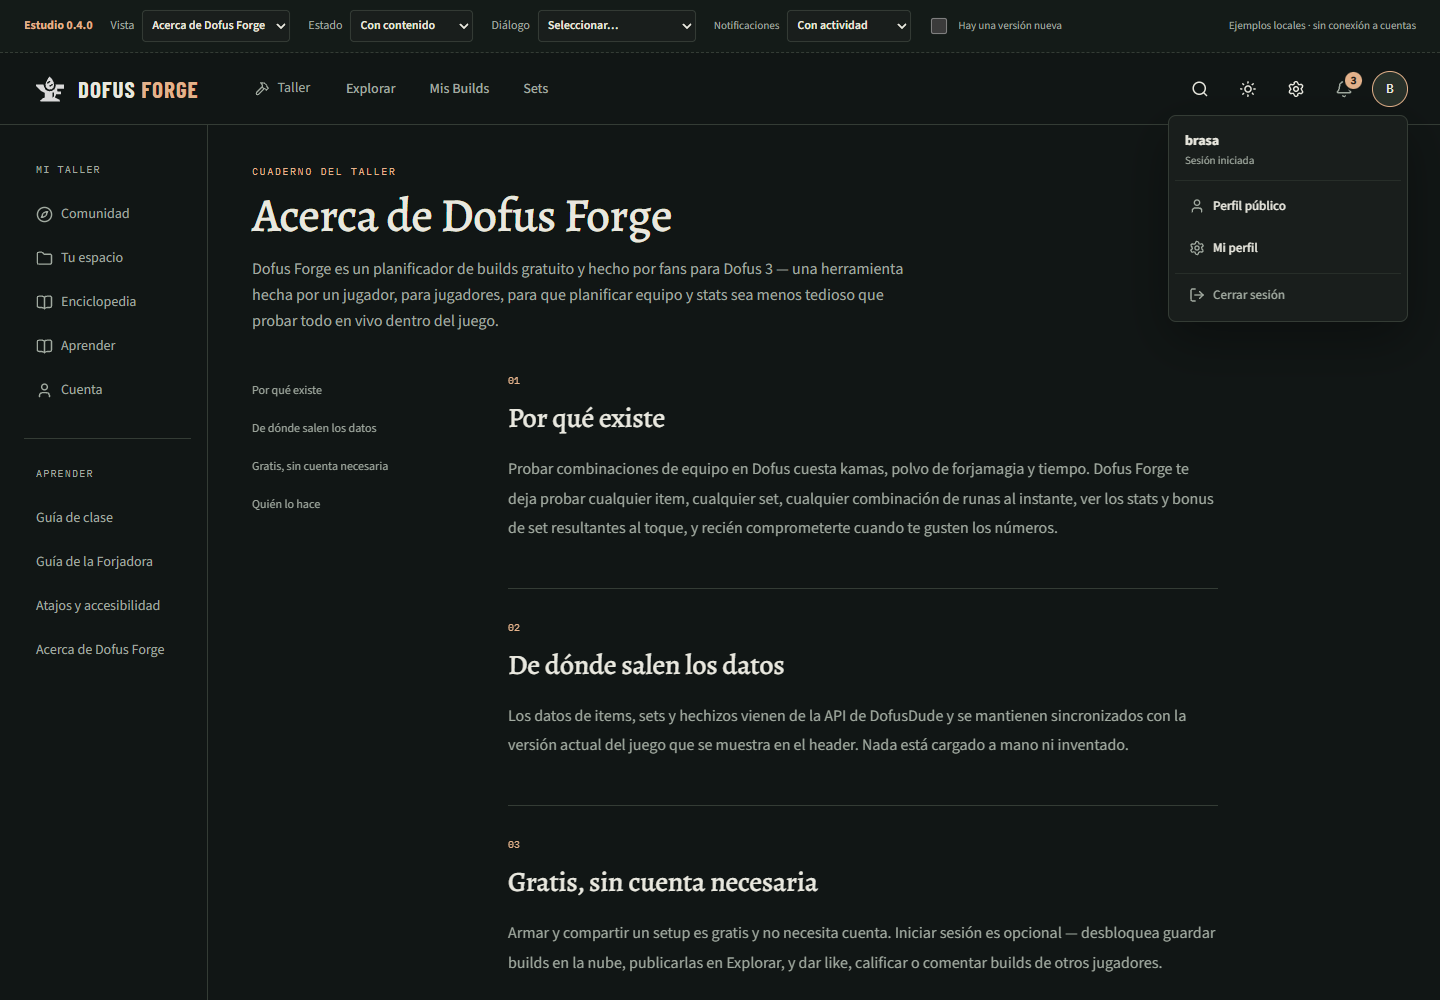 Estudio 0.4.0 Vista Acerca de Dofus Forge Estado Con contenido Diálogo Seleccionar... Notificaciones Con actividad Hay una versión nueva Ejemplos locales · sin conexión a cuentas
DOFUS FORGE Taller Explorar Mis Builds Sets 3 B
brasa
Sesión iniciada
Perfil público
Mi perfil
Cerrar sesión
MI TALLER
Comunidad
Tu espacio
Enciclopedia
Aprender
Cuenta
APRENDER
Guía de clase
Guía de la Forjadora
Atajos y accesibilidad
Acerca de Dofus Forge
CUADERNO DEL TALLER
Acerca de Dofus Forge
Dofus Forge es un planificador de builds gratuito y hecho por fans para Dofus 3 — una herramienta
hecha por un jugador, para jugadores, para que planificar equipo y stats sea menos tedioso que
probar todo en vivo dentro del juego.
Por qué existe
De dónde salen los datos
Gratis, sin cuenta necesaria
Quién lo hace
01
Por qué existe
Probar combinaciones de equipo en Dofus cuesta kamas, polvo de forjamagia y tiempo. Dofus Forge te
deja probar cualquier item, cualquier set, cualquier combinación de runas al instante, ver los stats y bonus
de set resultantes al toque, y recién comprometerte cuando te gusten los números.
02
De dónde salen los datos
Los datos de items, sets y hechizos vienen de la API de DofusDude y se mantienen sincronizados con la
versión actual del juego que se muestra en el header. Nada está cargado a mano ni inventado.
03
Gratis, sin cuenta necesaria
Armar y compartir un setup es gratis y no necesita cuenta. Iniciar sesión es opcional — desbloquea guardar
builds en la nube, publicarlas en Explorar, y dar like, calificar o comentar builds de otros jugadores.